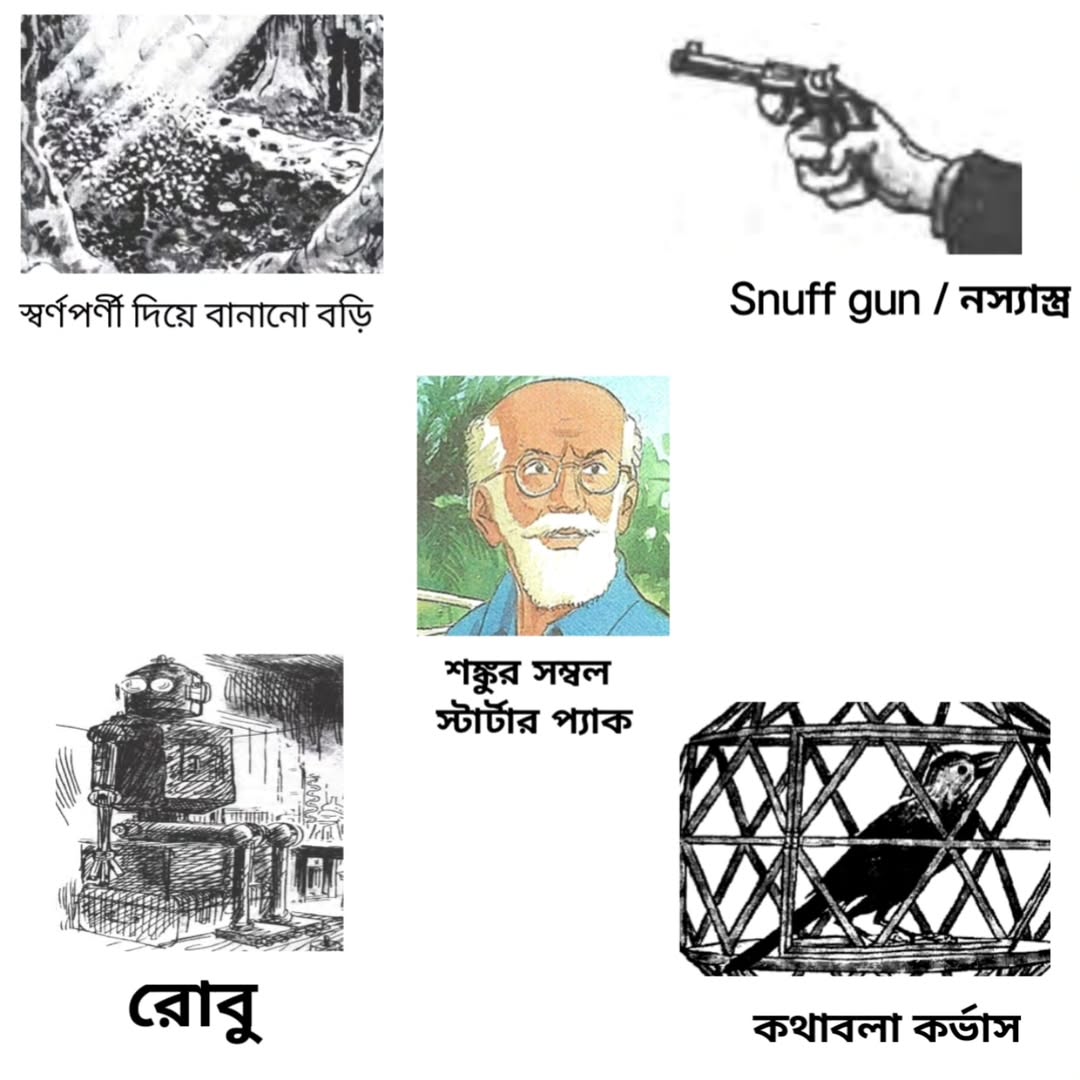 স্বর্ণপর্ণী দিয়ে বানানো বড়ি
Snuff gun / নস্যাস্ত্র
শঙ্কুর সম্বল
স্টার্টার প্যাক
রোবু
কথাবলা কর্ভাস